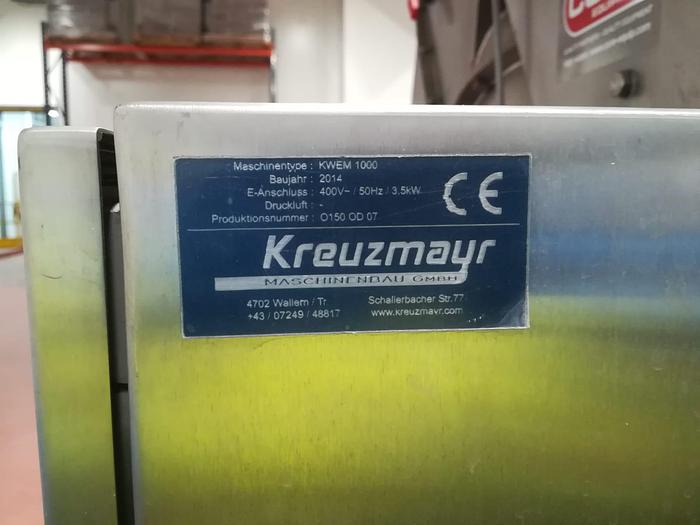 Maschinentype : KWEM 1000
Baujahr : 2014
E-Anschluss : 400V~ / 50Hz / 3,5kW
Druckluft : -
Produktionsnummer : O150 OD 07
CE
Kreuzmayr
MASCHINENBAU GMBH
4702 Wallern / Tr. Schallerbacher Str.77
+43 / 07249 / 48817 www.kreuzmayr.com